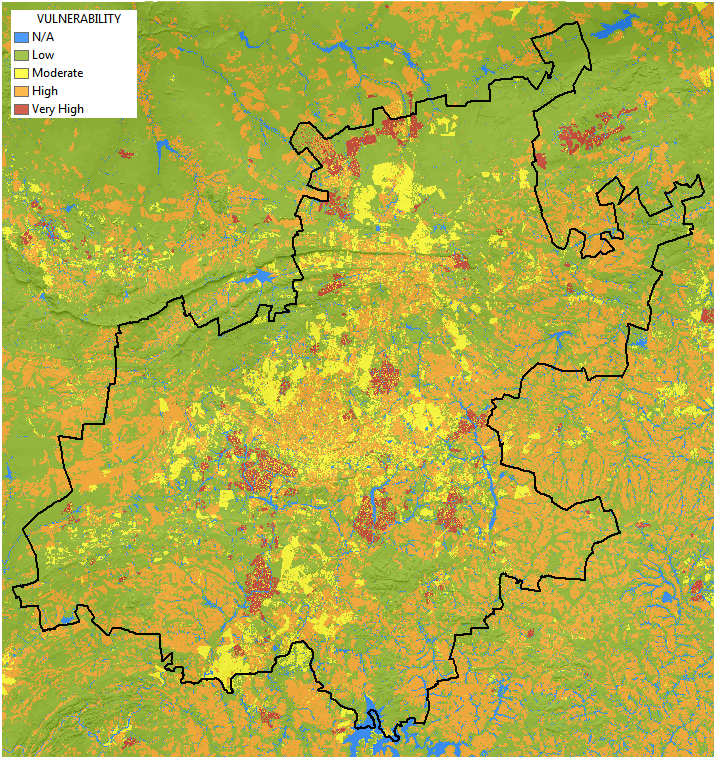 VULNERABILITY
N/A
Low
Moderate
High
Very High